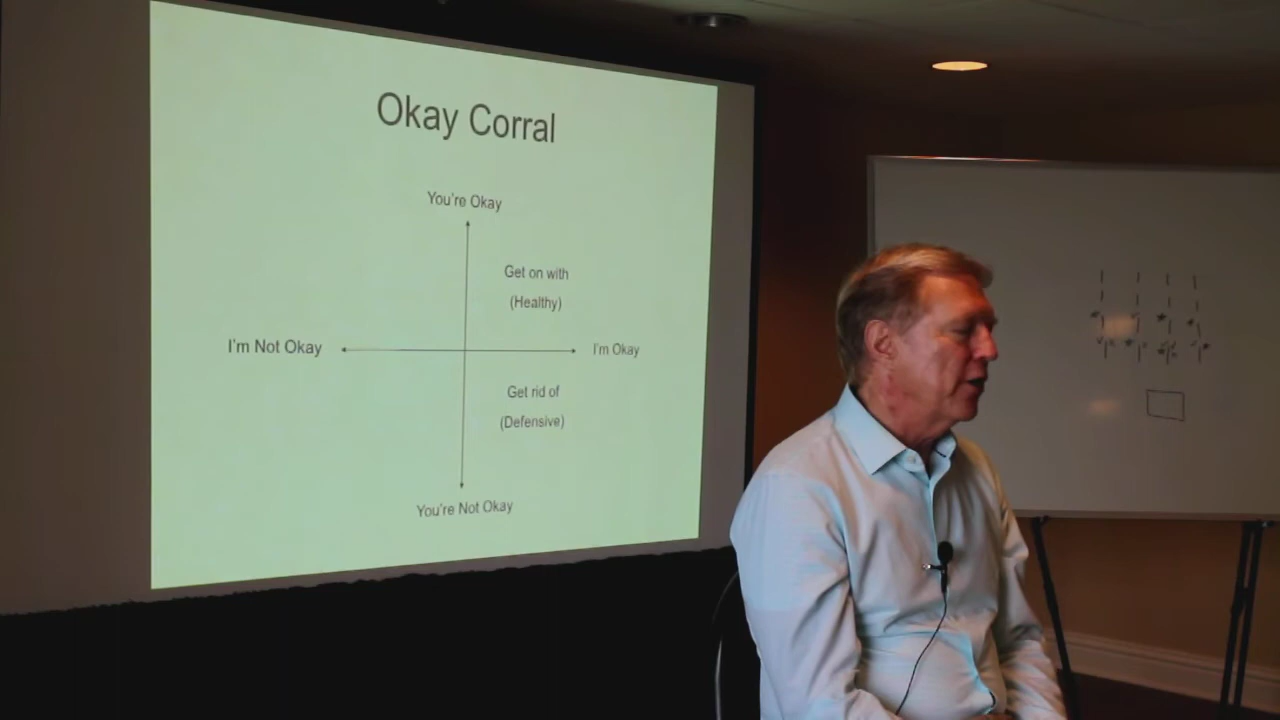 Okay Corral
You're Okay
Get on with
(Healthy)
I'm Not Okay
I'm Okay
Get rid of
(Defensive)
You're Not Okay